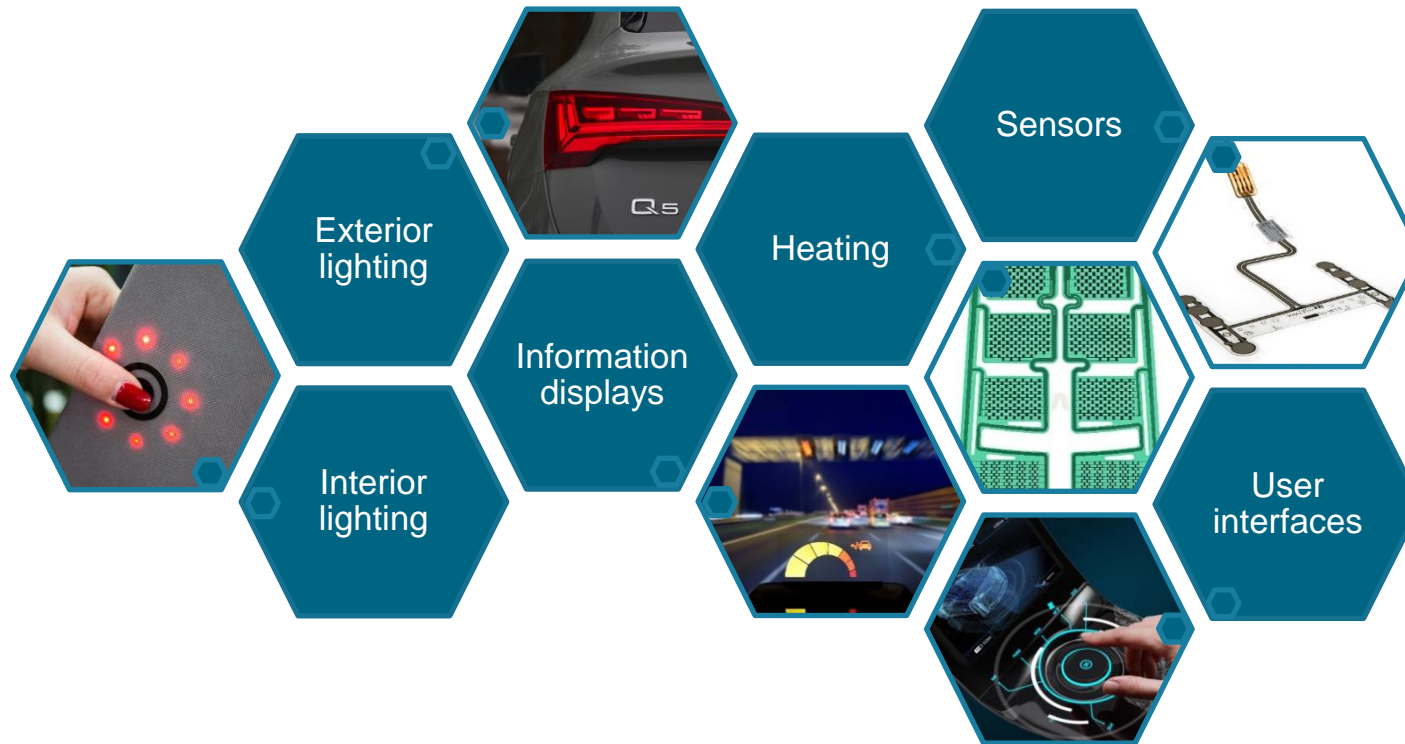 Sensors
Exterior
lighting
Q5
Heating
Information
displays
Interior
lighting
User
interfaces